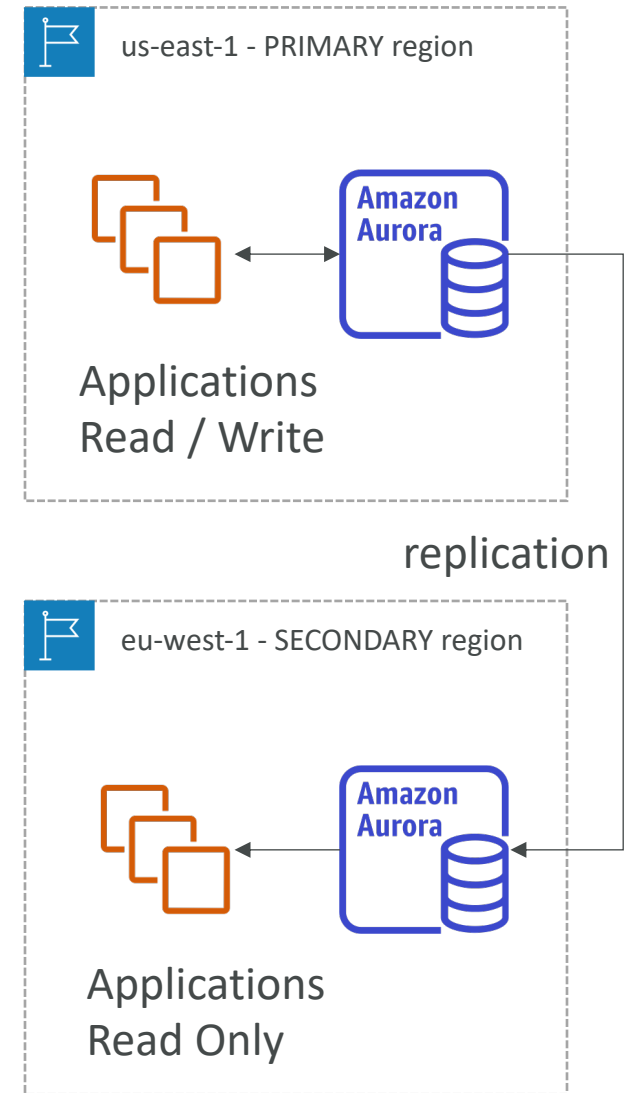 us-east-1 - PRIMARY region
Amazon
Aurora
Applications
Read / Write
replication
eu-west-1 - SECONDARY region
Amazon
Aurora
Applications
Read Only